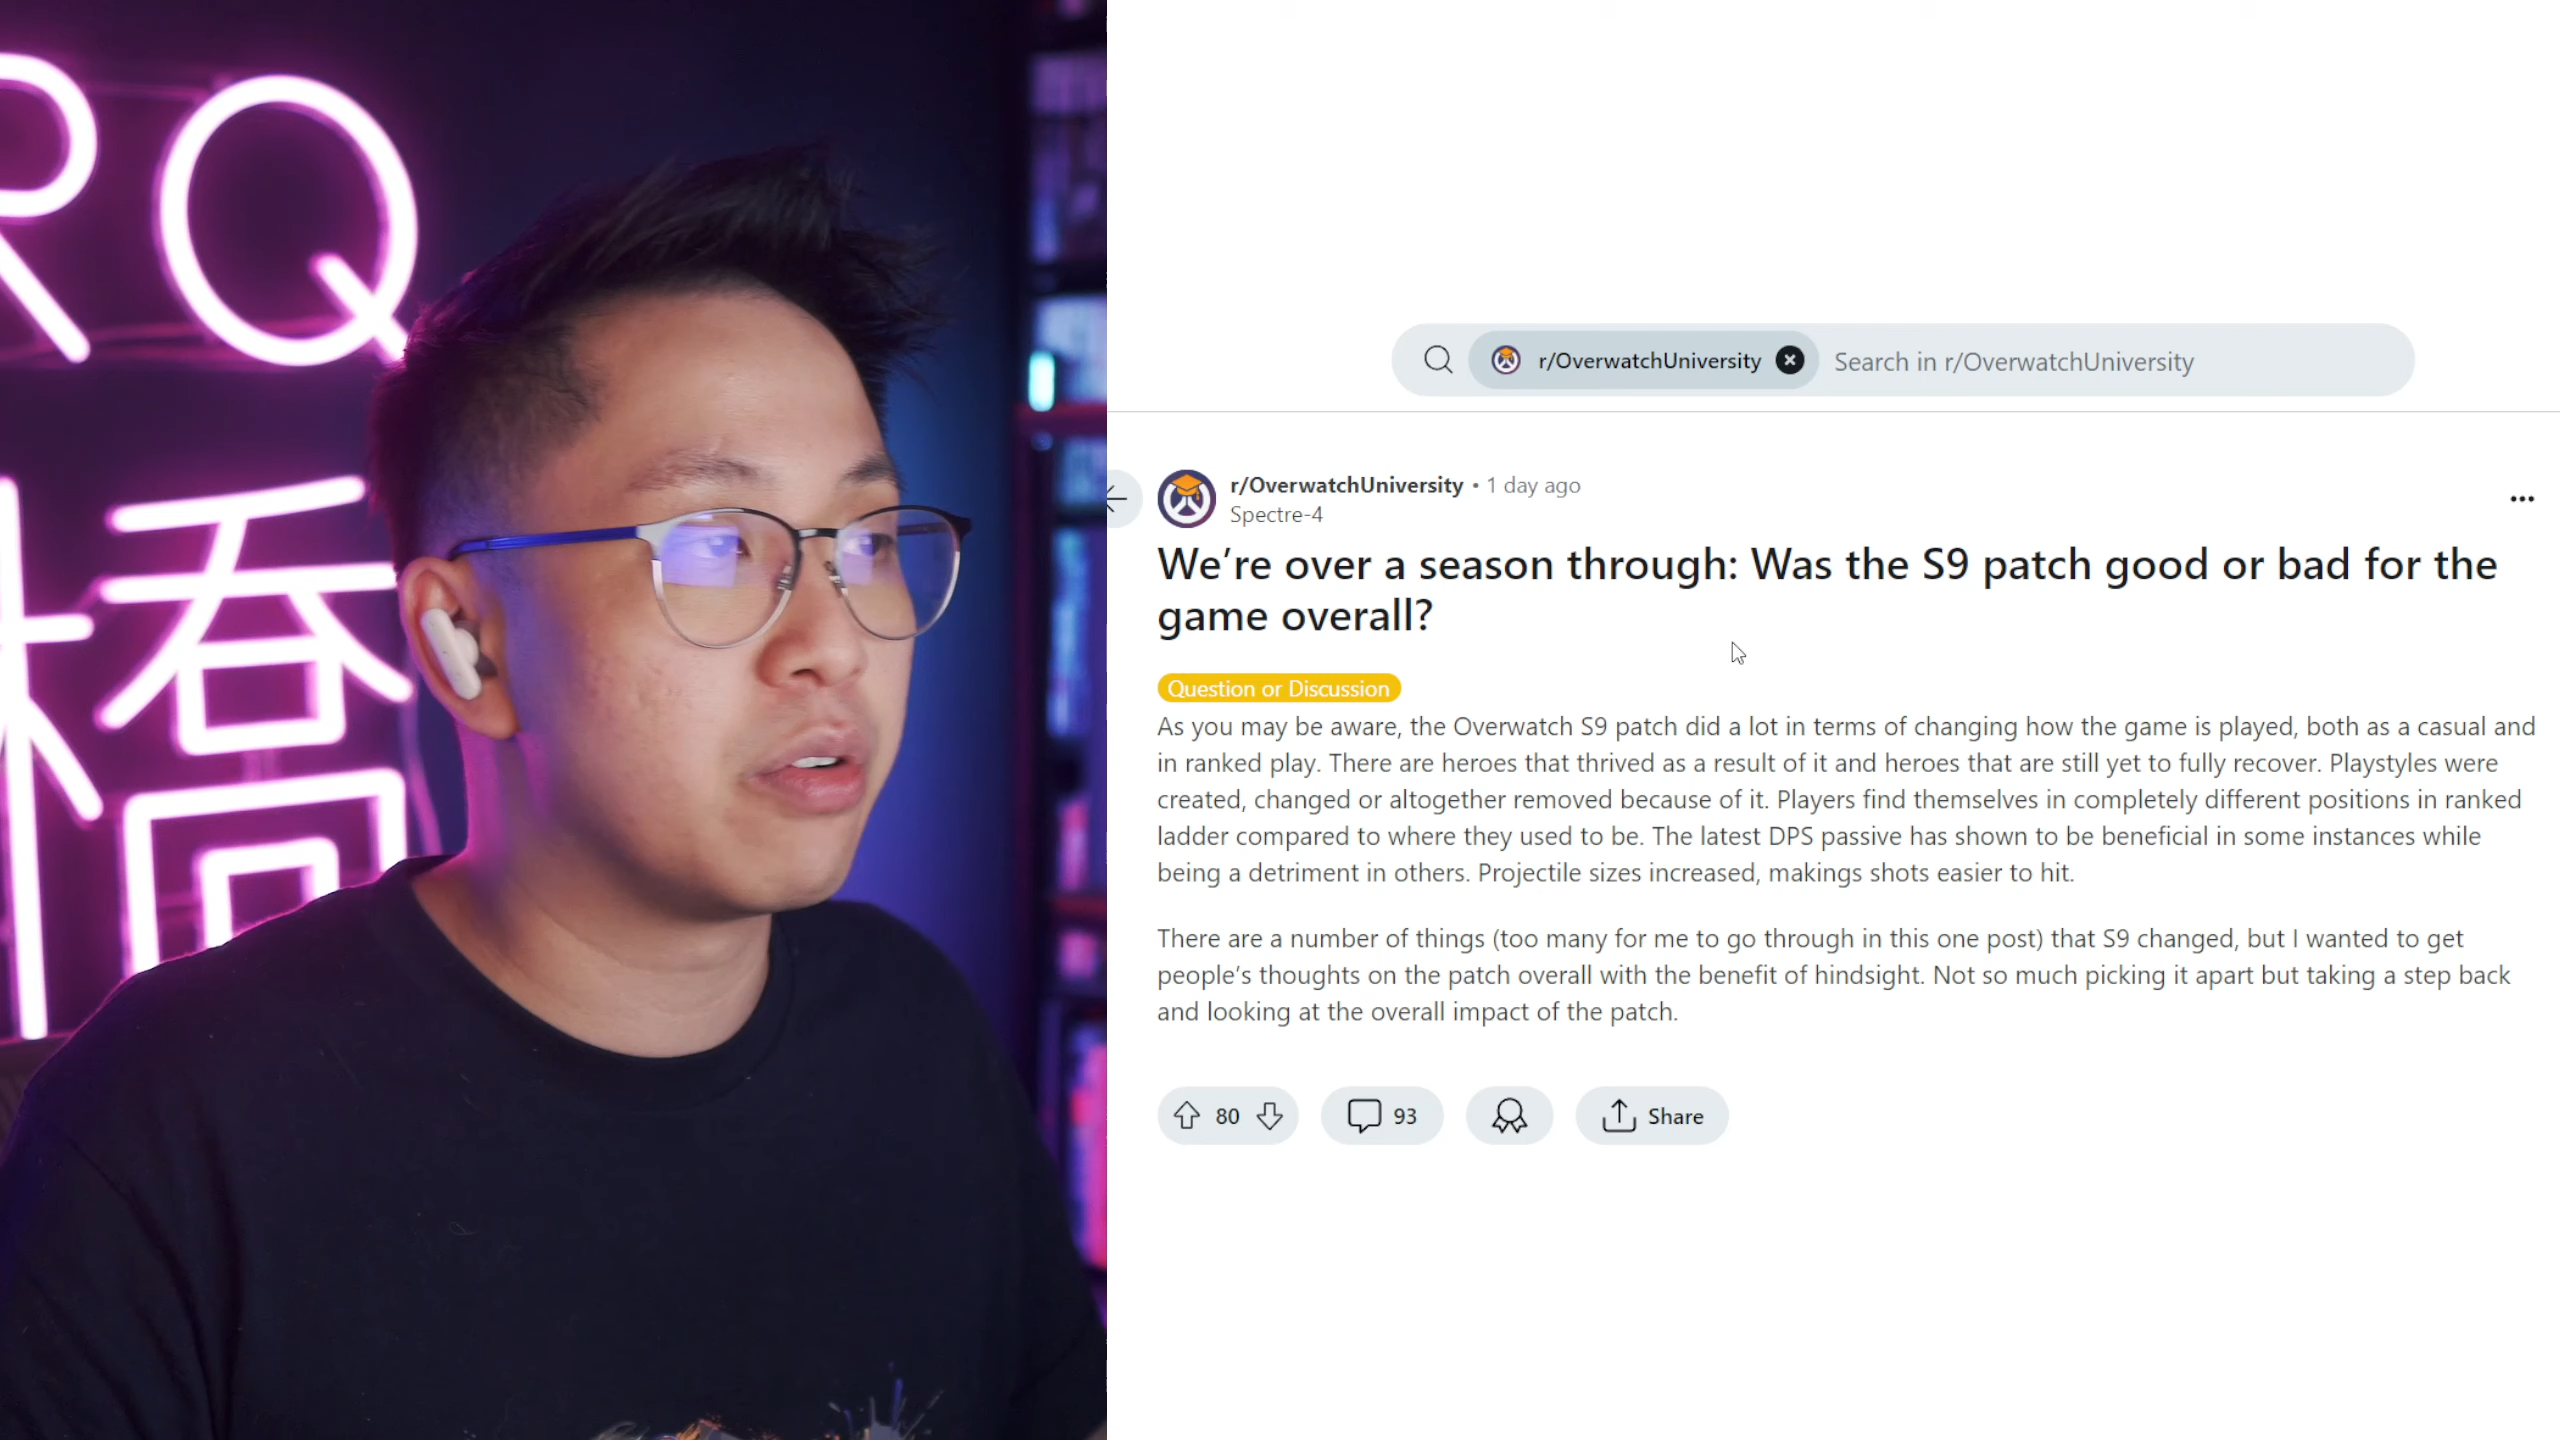 RQ
吞
r/OverwatchUniversity Search in r/OverwatchUniversity
r/OverwatchUniversity • 1 day ago
Spectre-4
We're over a season through: Was the S9 patch good or bad for the
game overall?
Question or Discussion
As you may be aware, the Overwatch S9 patch did a lot in terms of changing how the game is played, both as a casual and
in ranked play. There are heroes that thrived as a result of it and heroes that are still yet to fully recover. Playstyles were
created, changed or altogether removed because of it. Players find themselves in completely different positions in ranked
ladder compared to where they used to be. The latest DPS passive has shown to be beneficial in some instances while
being a detriment in others. Projectile sizes increased, makings shots easier to hit.
There are a number of things (too many for me to go through in this one post) that S9 changed, but I wanted to get
people's thoughts on the patch overall with the benefit of hindsight. Not so much picking it apart but taking a step back
and looking at the overall impact of the patch.
80 93 Share